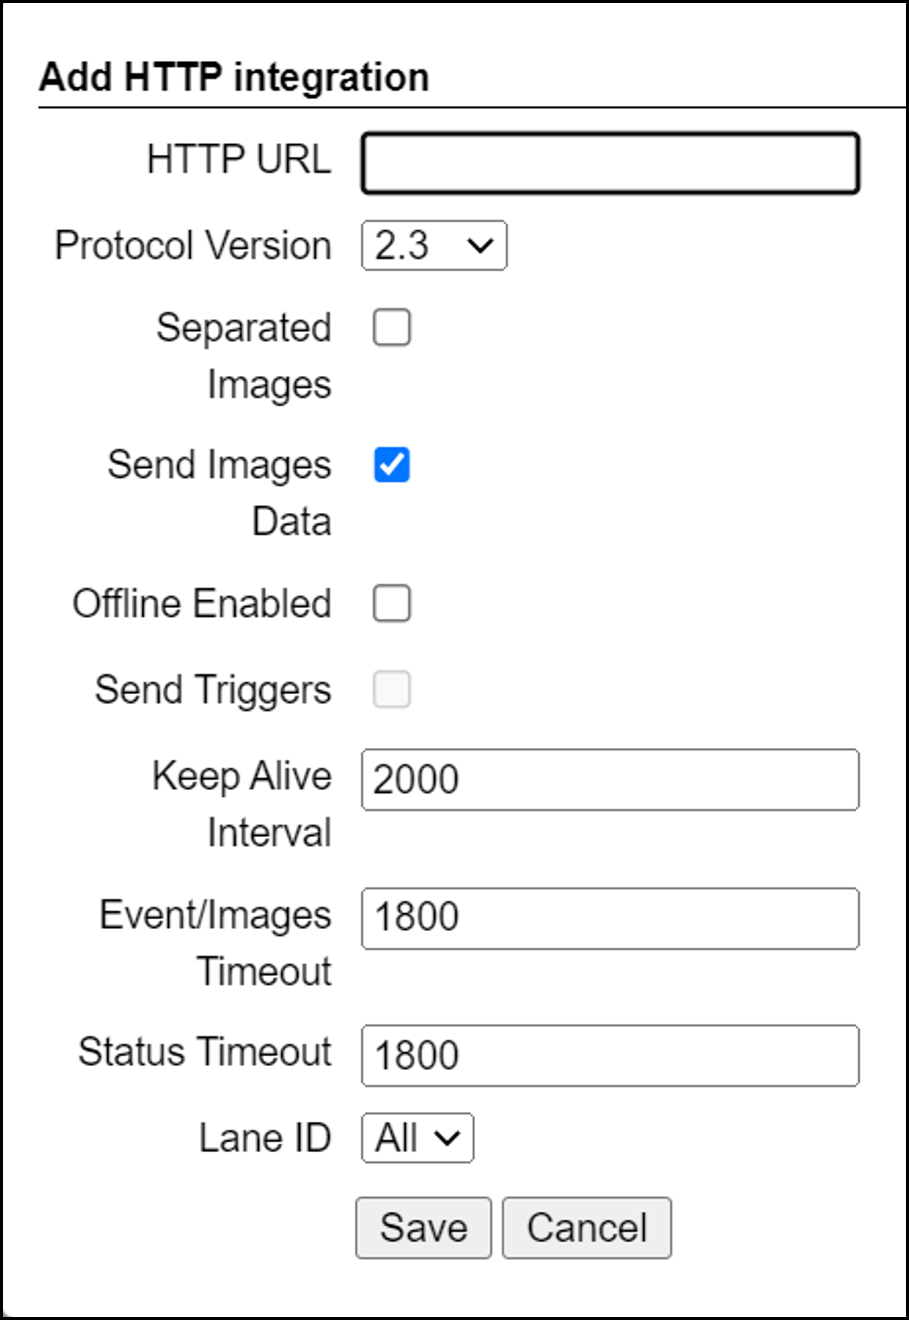 Add HTTP integration
HTTP URL
Protocol Version 2.3
Separated
Images
Send Images
Data
Offline Enabled
Send Triggers
Keep Alive 2000
Interval
Event/Images 1800
Timeout
Status Timeout 1800
Lane ID All
Save Cancel